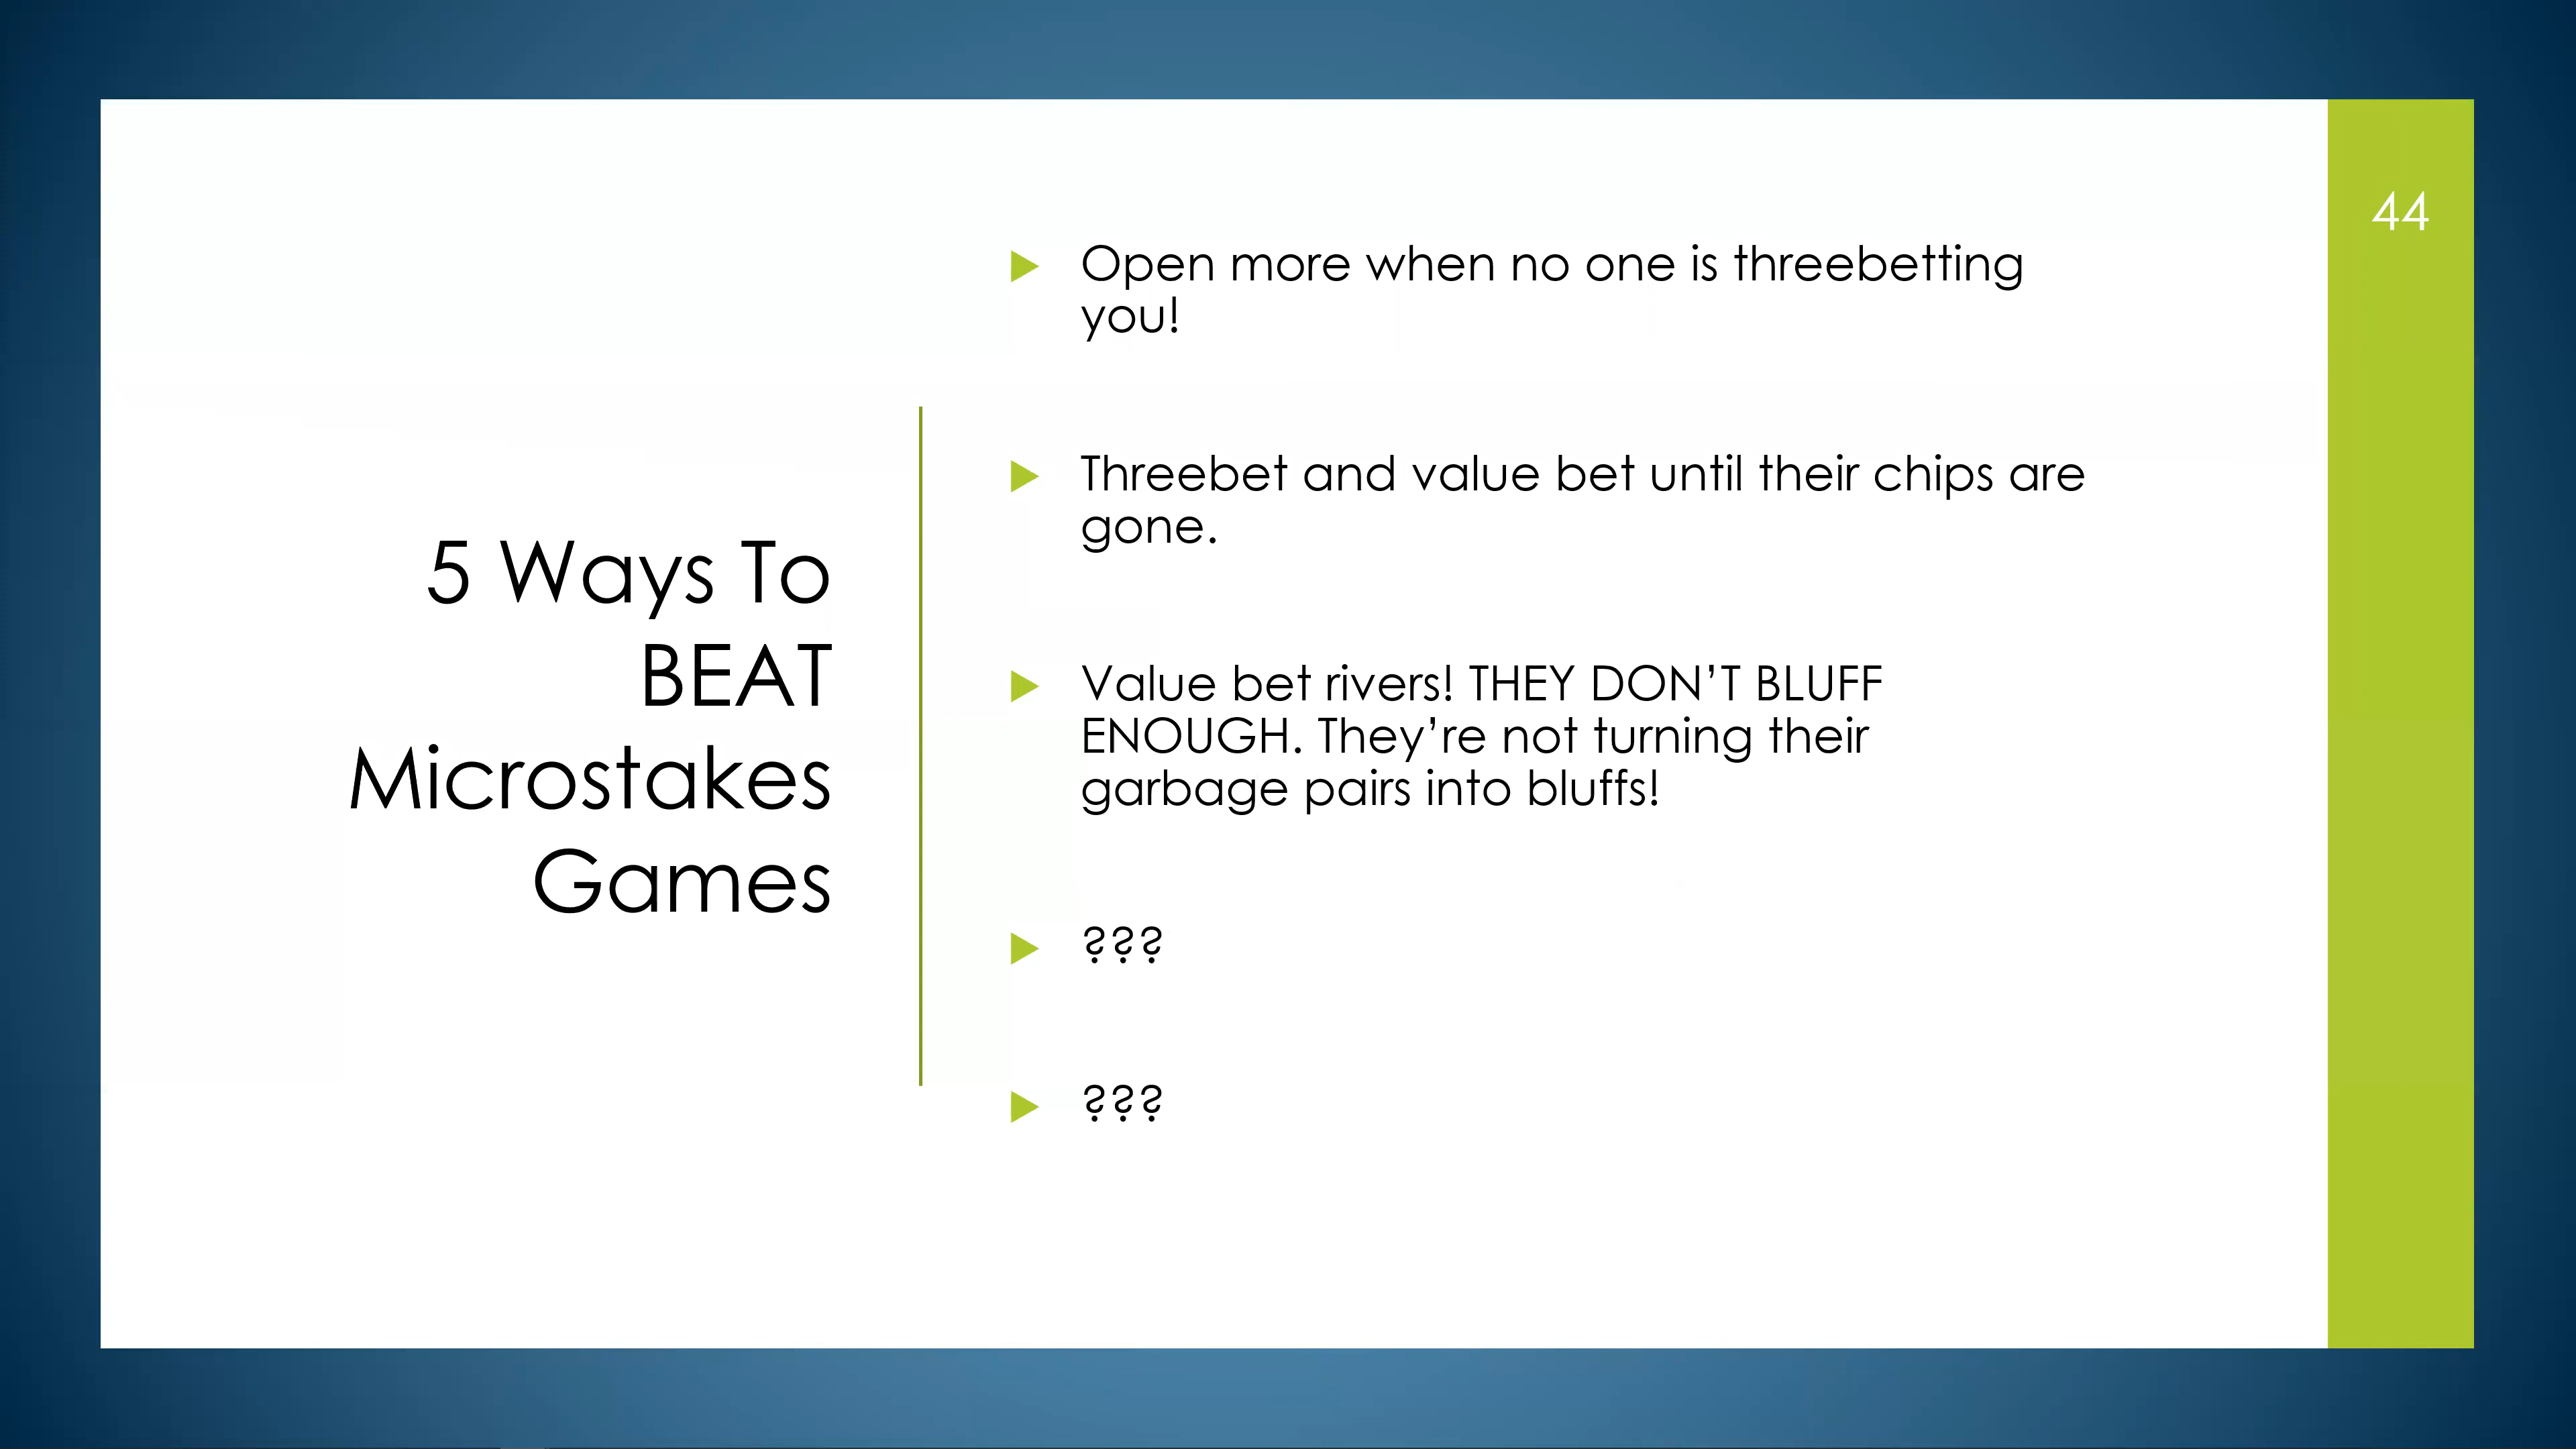 5 Ways To
BEAT
Microstakes
Games
Open more when no one is threebetting
you!
Threebet and value bet until their chips are
gone.
Value bet rivers! THEY DON’T BLUFF
ENOUGH. They’re not turning their
garbage pairs into bluffs!
???
???
44